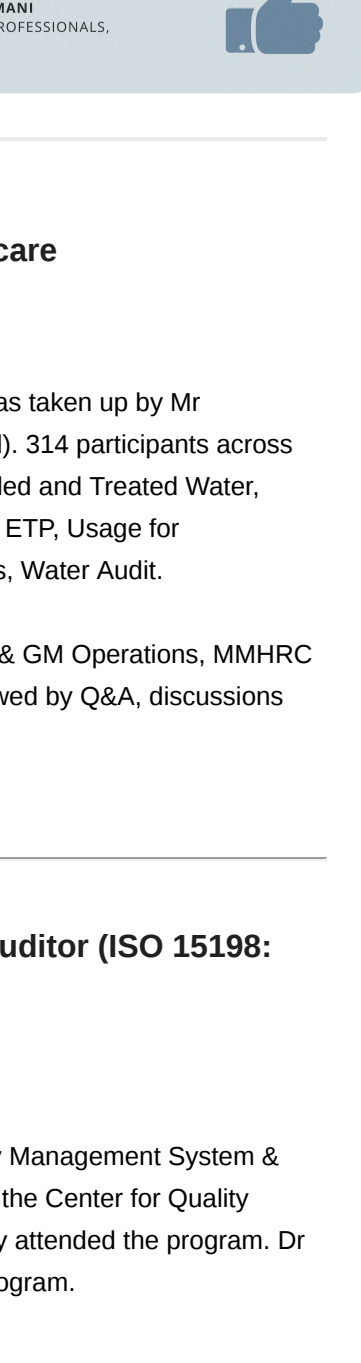 MANI
ROFESSIONALS,
care
as taken up by Mr
). 314 participants across
led and Treated Water,
ETP, Usage for
s, Water Audit.
& GM Operations, MMHRC
wed by Q&A, discussions
uditor (ISO 15198:
y Management System &
the Center for Quality
y attended the program. Dr
ogram.